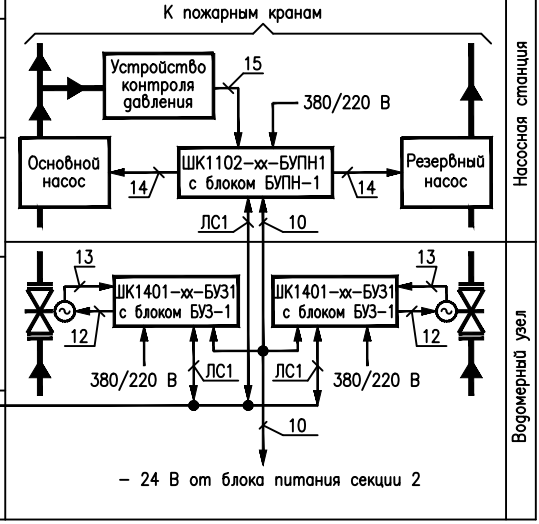 К пожарным кранам
Устройство
контроля
давления
15
380/220 В
Насосная станция
Основной
насос
ШК1102-хх-БУПН1
с блоком БУПН-1
Резервный
насос
14
14
ЛС1
10
13
13
ШК1401-хх-БУЗ1
с блоком БУЗ-1
ШК1401-хх-БУЗ1
с блоком БУЗ-1
12
12
380/220 В
ЛС1
ЛС1
380/220 В
Водомерный узел
10
– 24 В от блока питания секции 2